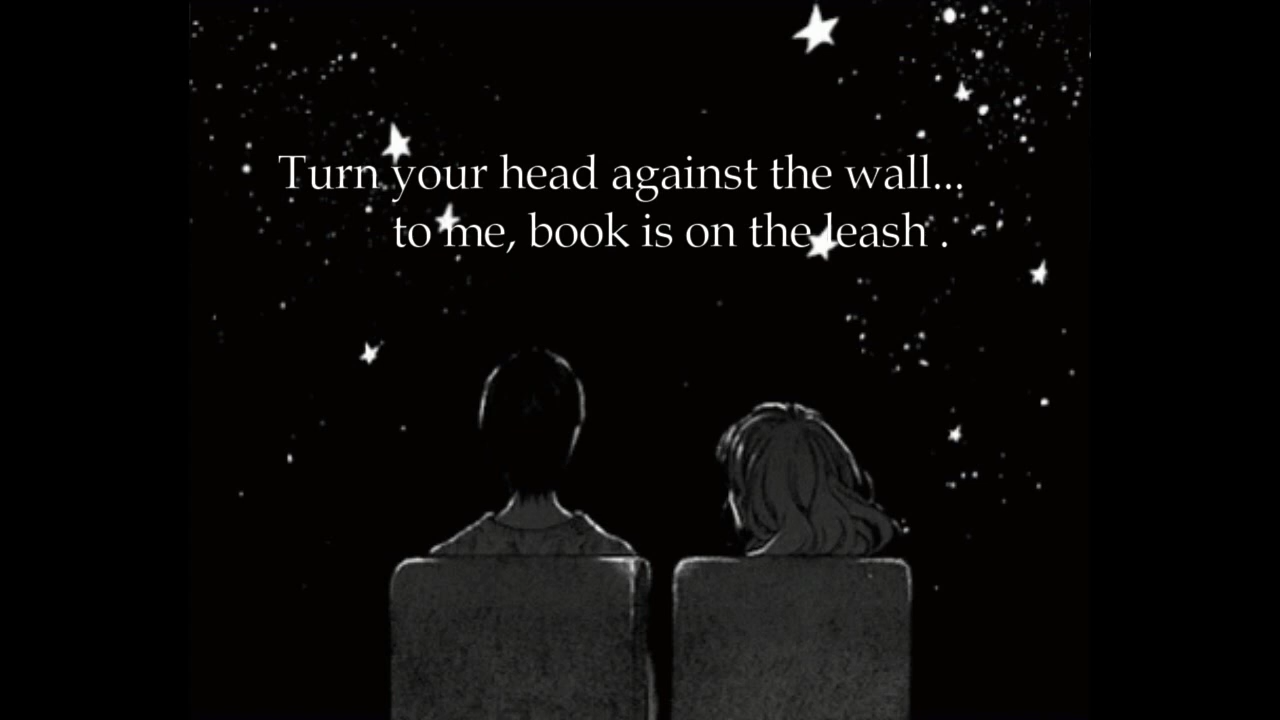 Turn your head against the wall...
to me, book is on the leash .